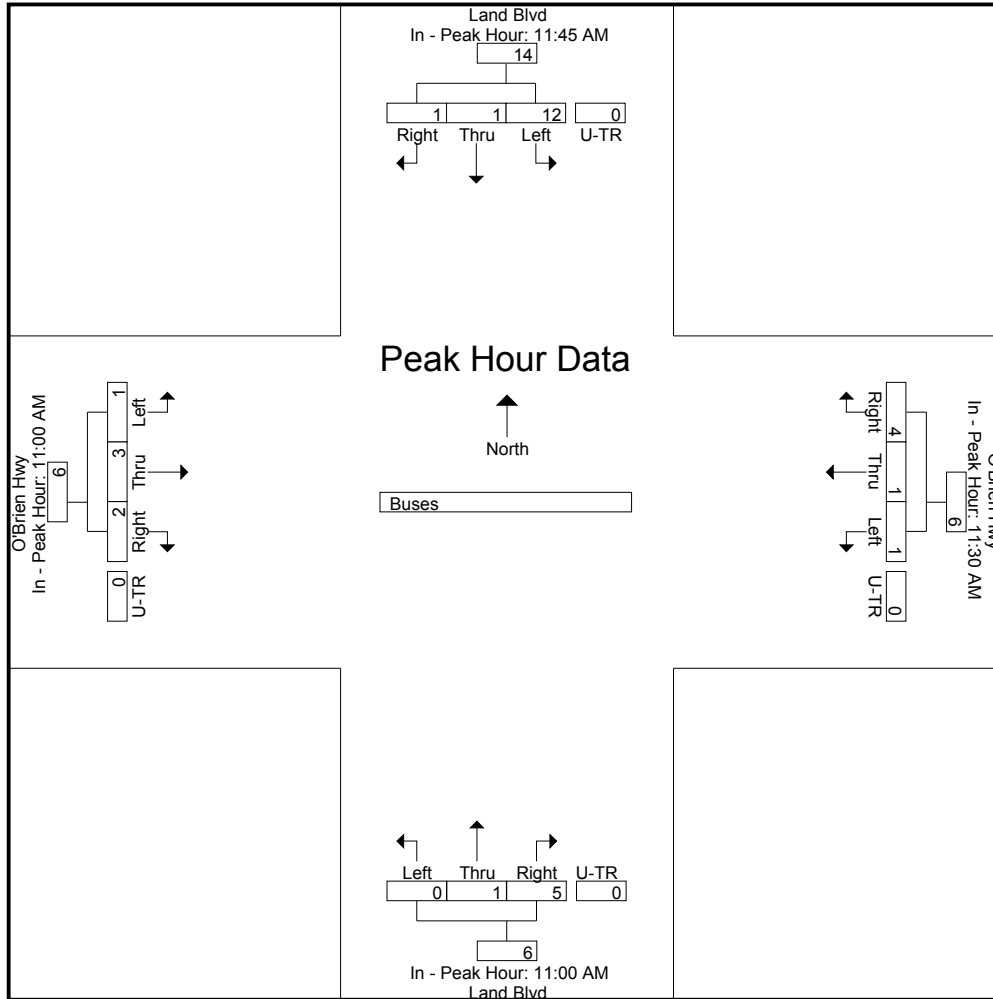 Land Blvd
In - Peak Hour: 11:45 AM
14
1 1 12 0
Right Thru Left U-TR
Peak Hour Data
North
Buses
O'Brien Hwy
In - Peak Hour: 11:00 AM
6
1 3 2 0
Left Thru Right U-TR
Right Thru Left U-TR
4 1 1 0
6
In - Peak Hour: 11:30 AM
O'Brien Hwy
Left Thru Right U-TR
0 1 5 0
6
In - Peak Hour: 11:00 AM
Land Blvd